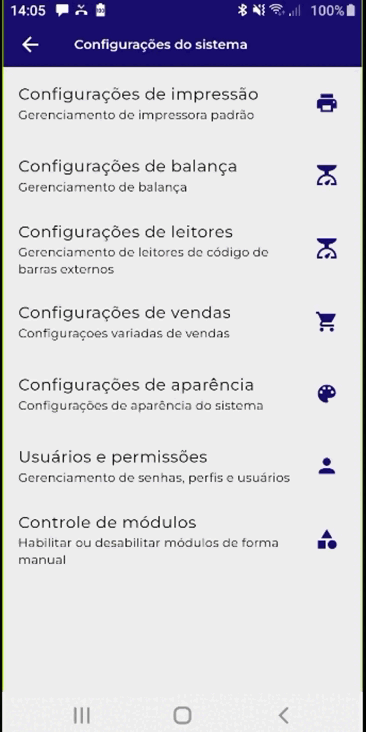 14:05 100%
Configurações do sistema
Configurações de impressão
Gerenciamento de impressora padrão
Configurações de balança
Gerenciamento de balança
Configurações de leitores
Gerenciamento de leitores de código de
barras externos
Configurações de vendas
Configuraçoes variadas de vendas
Configurações de aparência
Configurações de aparência do sistema
Usuários e permissões
Gerenciamento de senhas, perfis e usuários
Controle de módulos
Habilitar ou desabilitar módulos de forma
manual